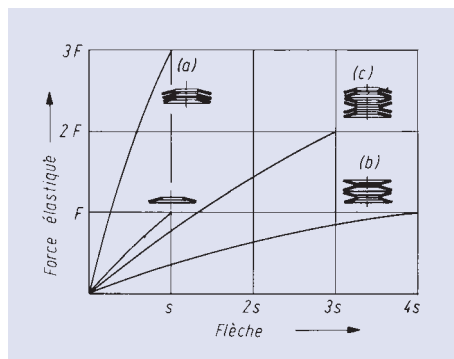 3F
(a)
(c)
2F
(b)
F
Force élastique
s
2s
3s
4s
Flèche